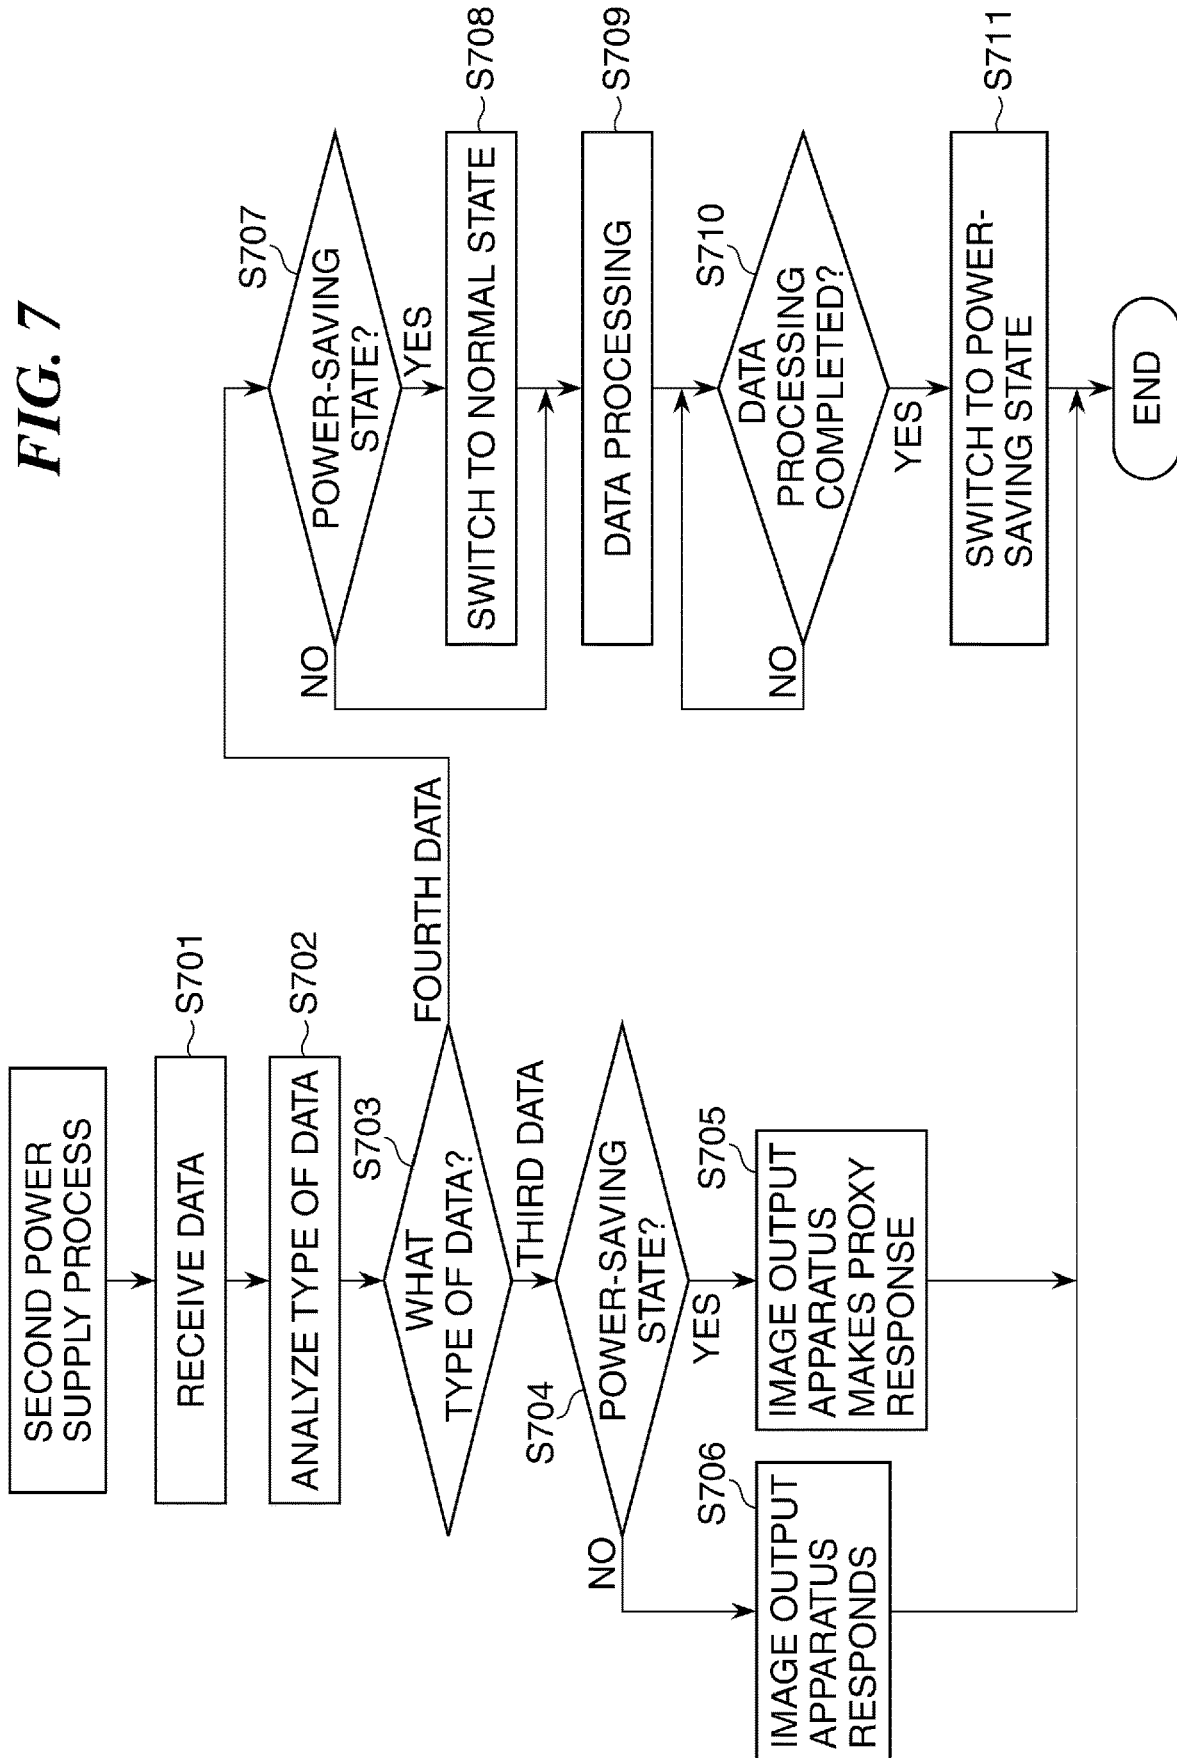 FIG. 7
SECOND POWER
SUPPLY PROCESS
RECEIVE DATA
S701
ANALYZE TYPE OF DATA
S702
WHAT
TYPE OF DATA?
S703
FOURTH DATA
THIRD DATA
POWER-SAVING
STATE?
S704
NO
YES
IMAGE OUTPUT
APPARATUS
MAKES PROXY
RESPONSE
S705
IMAGE OUTPUT
APPARATUS
RESPONDS
S706
POWER-SAVING
STATE?
S707
NO
YES
SWITCH TO NORMAL STATE
S708
DATA PROCESSING
S709
DATA
PROCESSING
COMPLETED?
S710
NO
YES
SWITCH TO POWER-
SAVING STATE
S711
END